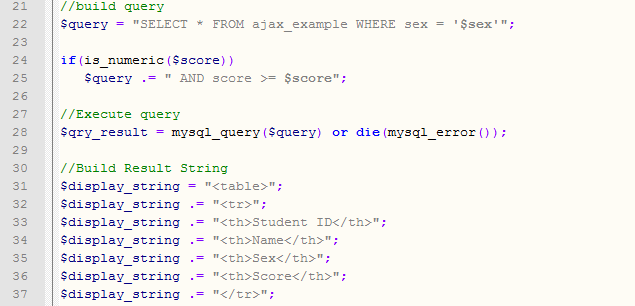 21 //build query
22 $query = "SELECT * FROM ajax_example WHERE sex = '$sex'";
23
24 if(is_numeric($score))
25    $query .= " AND score >= $score";
26
27 //Execute query
28 $qry_result = mysql_query($query) or die(mysql_error());
29
30 //Build Result String
31 $display_string = "<table>";
32 $display_string .= "<tr>";
33 $display_string .= "<th>Student ID</th>";
34 $display_string .= "<th>Name</th>";
35 $display_string .= "<th>Sex</th>";
36 $display_string .= "<th>Score</th>";
37 $display_string .= "</tr>";